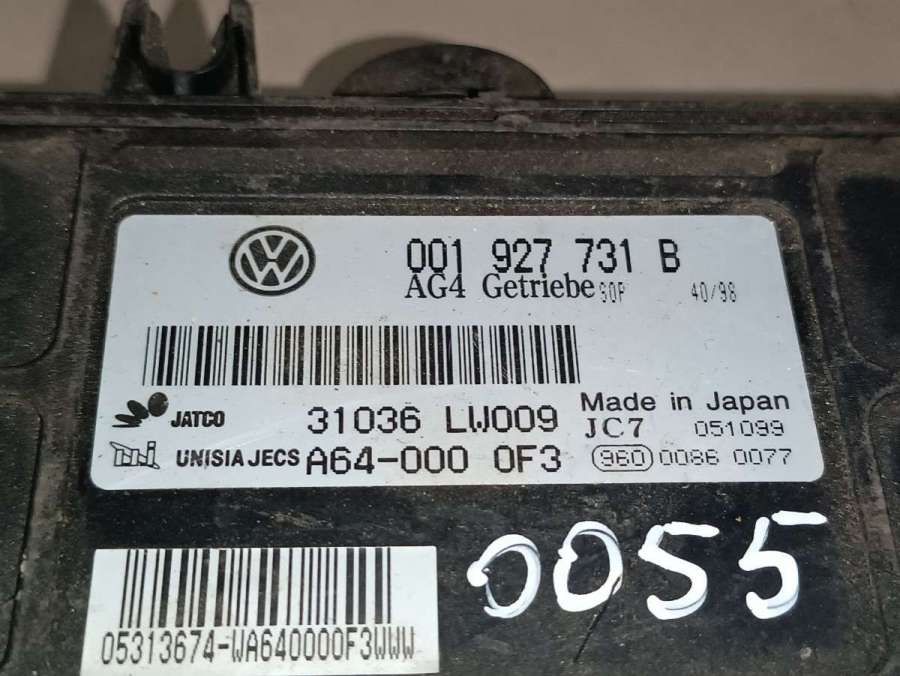 001 927 731 B
AG4 Getriebe SOP 40/98
JATCO 31036 LW009 Made in Japan
JC7 051099
UNISIA JECS A64-000 0F3 960 0086 0077
0055
05313674-WA640000F3WWW